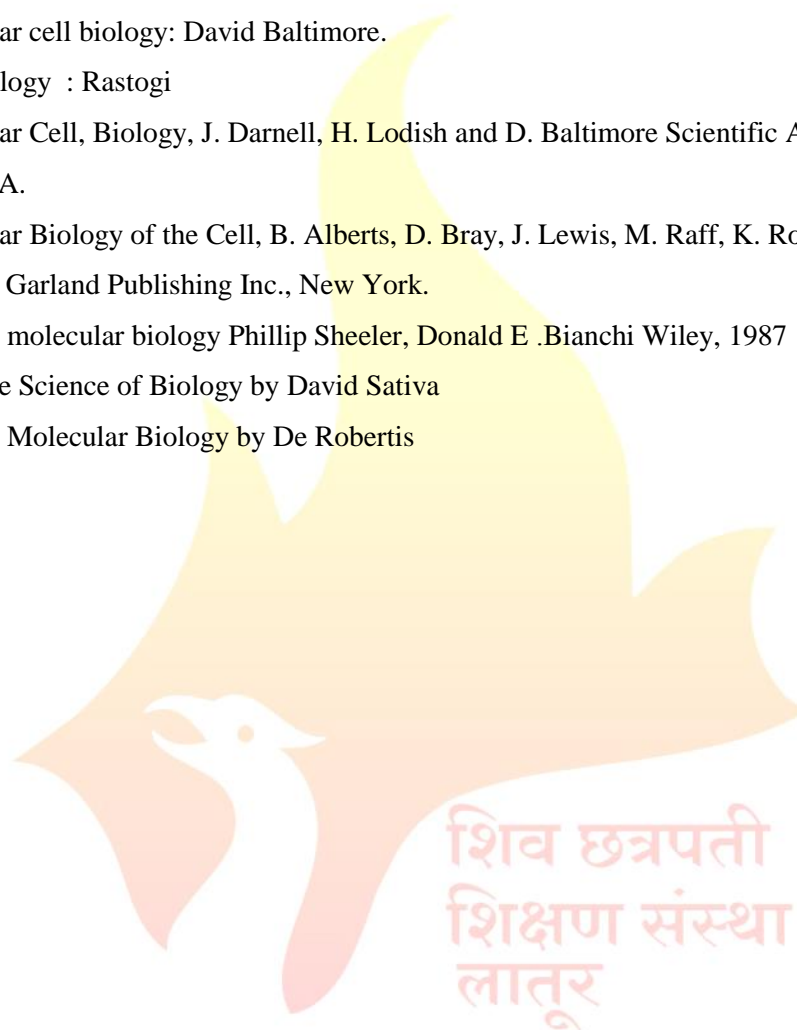 ar cell biology: David Baltimore.
logy : Rastogi
ar Cell, Biology, J. Darnell, H. Lodish and D. Baltimore Scientific A
A.
ar Biology of the Cell, B. Alberts, D. Bray, J. Lewis, M. Raff, K. Ro
Garland Publishing Inc., New York.
molecular biology Phillip Sheeler, Donald E .Bianchi Wiley, 1987
e Science of Biology by David Sativa
Molecular Biology by De Robertis
शिव छत्रपती
शिक्षण संस्था
लातूर